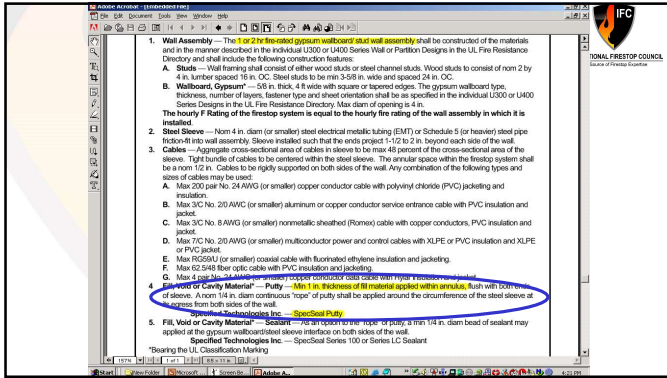 Adobe Acrobat - [Embedded File]
File Edit Document Tools View Window Help
IFC
TIONAL FIRESTOP COUNCIL
Source of Firestop Expertise
1. Wall Assembly — The 1 or 2 hr fire-rated gypsum wallboard/ stud wall assembly shall be constructed of the materials
and in the manner described in the individual U300 or U400 Series Wall or Partition Designs in the UL Fire Resistance
Directory and shall include the following construction features:
A. Studs — Wall framing shall consist of either wood studs or steel channel studs. Wood studs to consist of nom 2 by
4 in. lumber spaced 16 in. OC. Steel studs to be min 3-5/8 in. wide and spaced 24 in. OC.
B. Wallboard, Gypsum* — 5/8 in. thick, 4 ft wide with square or tapered edges. The gypsum wallboard type,
thickness, number of layers, fastener type and sheet orientation shall be as specified in the individual U300 or U400
Series Designs in the UL Fire Resistance Directory. Max diam of opening is 4 in.
The hourly F Rating of the firestop system is equal to the hourly fire rating of the wall assembly in which it is
installed.
2. Steel Sleeve — Nom 4 in. diam (or smaller) steel electrical metallic tubing (EMT) or Schedule 5 (or heavier) steel pipe
friction-fit into wall assembly. Sleeve installed such that the ends project 1-1/2 to 2 in. beyond each side of the wall.
3. Cables — Aggregate cross-sectional area of cables in sleeve to be max 48 percent of the cross-sectional area of the
sleeve. Tight bundle of cables to be centered within the steel sleeve. The annular space within the firestop system shall
be a nom 1/2 in. Cables to be rigidly supported on both sides of the wall. Any combination of the following types and
sizes of cables may be used:
A. Max 200 pair No. 24 AWG (or smaller) copper conductor cable with polyvinyl chloride (PVC) jacketing and
insulation.
B. Max 3/C No. 2/0 AWG (or smaller) aluminum or copper conductor service entrance cable with PVC insulation and
jacket.
C. Max 3/C No. 8 AWG (or smaller) nonmetallic sheathed (Romex) cable with copper conductors, PVC insulation and
jacket.
D. Max 7/C No. 2/0 AWG (or smaller) multiconductor power and control cables with XLPE or PVC insulation and XLPE
or PVC jacket.
E. Max RG59/U (or smaller) coaxial cable with fluorinated ethylene insulation and jacketing.
F. Max 62.5/48 fiber optic cable with PVC insulation and jacketing.
G. Max 4 pair No. 24 AWG (or smaller) copper conductor data cable with Hylar insulation and jacket.
4 Fill, Void or Cavity Material* — Putty — Min 1 in. thickness of fill material applied within annulus, flush with both ends
of sleeve. A nom 1/4 in. diam continuous "rope" of putty shall be applied around the circumference of the steel sleeve at
its egress from both sides of the wall.
Specified Technologies Inc. — SpecSeal Putty
5. Fill, Void or Cavity Material* — Sealant — As an option to the "rope" of putty, a min 1/4 in. diam bead of sealant may
applied at the gypsum wallboard/steel sleeve interface on both sides of the wall.
Specified Technologies Inc. — SpecSeal Series 100 or Series LC Sealant
*Bearing the UL Classification Marking
157% 1 of 1 8.5 x 11 in
Start New Folder Microsoft ... Screen Be... Adobe A... 4:21 PM